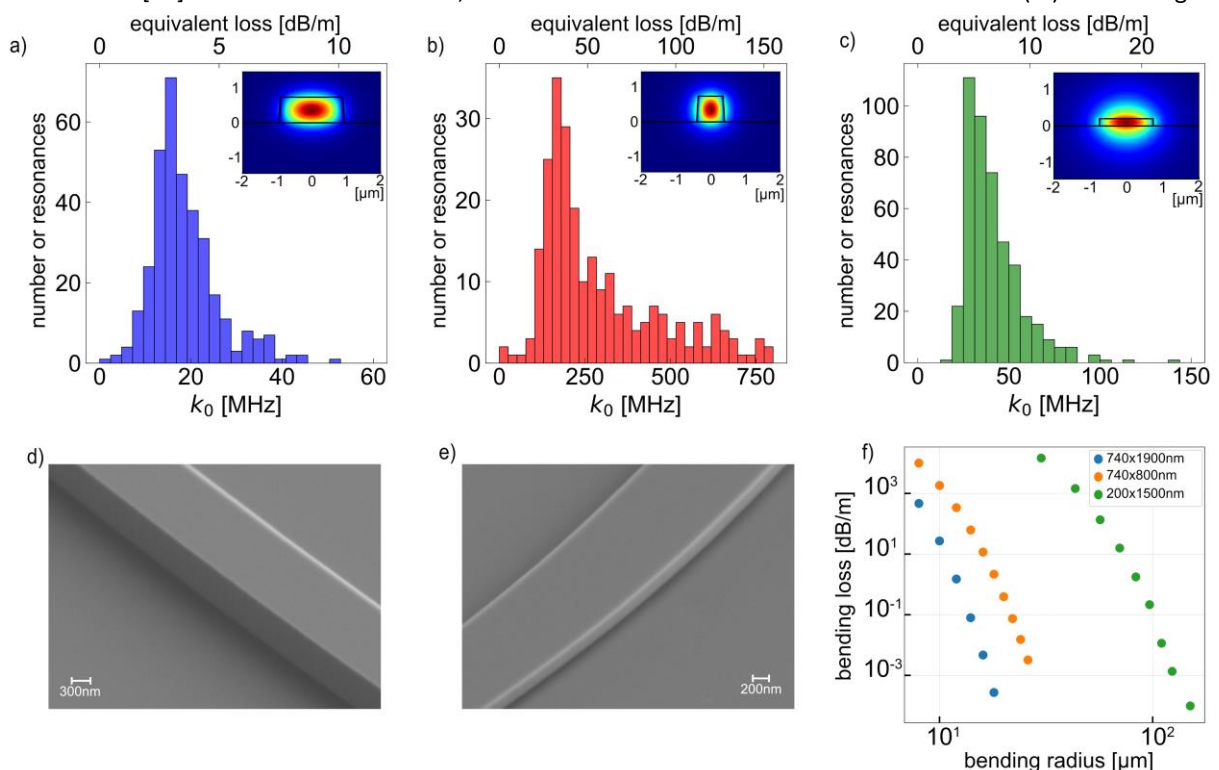 a)
equivalent loss [dB/m]
0 5 10
60
40
20
0
number or resonances
1
0
-1
-2 -1 0 1 2
[µm]
0 20 40 60
k₀ [MHz]
b)
equivalent loss [dB/m]
0 50 100 150
30
20
10
0
number or resonances
1
0
-1
-2 -1 0 1 2
[µm]
0 250 500 750
k₀ [MHz]
c)
equivalent loss [dB/m]
0 10 20
100
80
60
40
20
0
number or resonances
1
0
-1
-2 -1 0 1 2
[µm]
0 50 100 150
k₀ [MHz]
d)
300nm
e)
200nm
f)
740x1900nm
740x800nm
200x1500nm
10³
10¹
10⁻¹
10⁻³
bending loss [dB/m]
10¹ 10²
bending radius [µm]